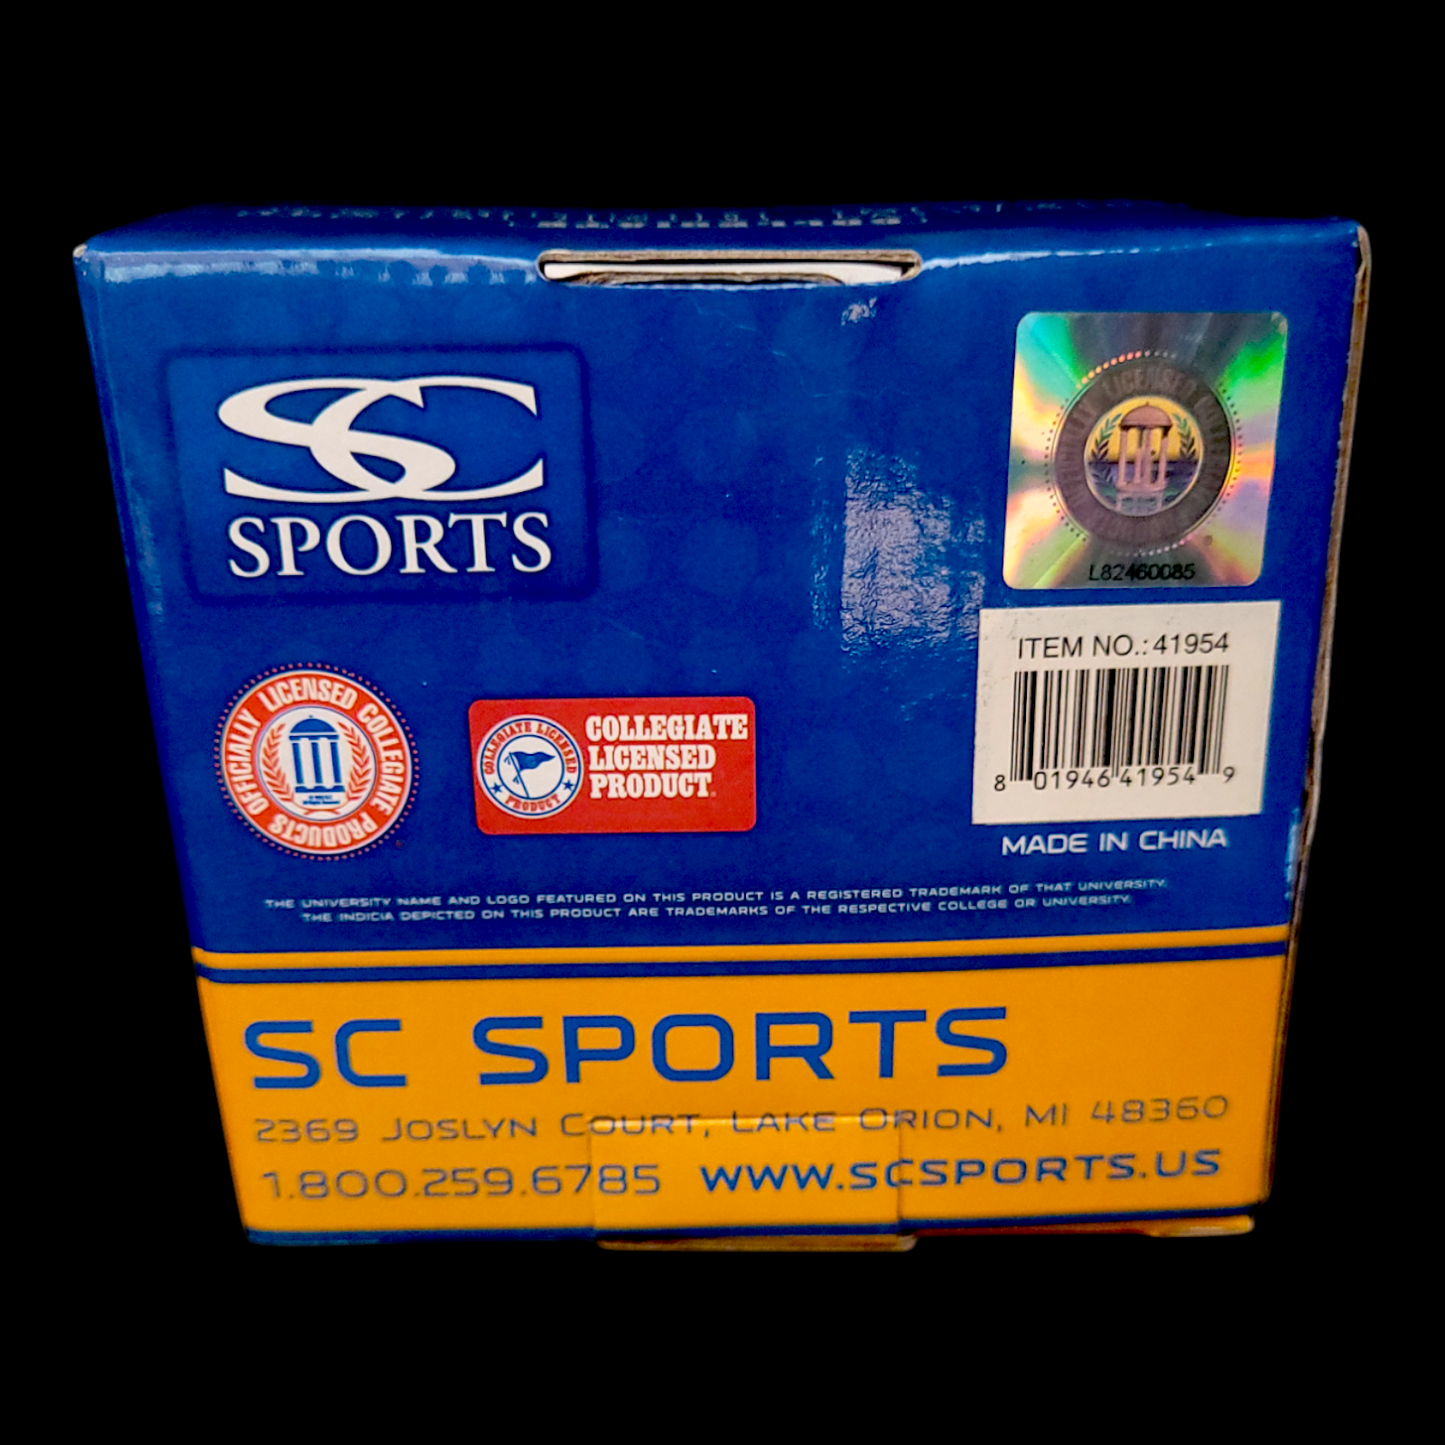 SC
SPORTS
L82460085
ITEM NO.: 41954
8 01946 41954 9
MADE IN CHINA
OFFICIALLY LICENSED COLLEGIATE PRODUCTS
COLLEGIATE LICENSED PRODUCT
COLLEGIATE
LICENSED
PRODUCT
THE UNIVERSITY NAME AND LOGO FEATURED ON THIS PRODUCT IS A REGISTERED TRADEMARK OF THAT UNIVERSITY.
THE INDICIA DEPICTED ON THIS PRODUCT ARE TRADEMARKS OF THE RESPECTIVE COLLEGE OR UNIVERSITY.
SC SPORTS
2369 JOSLYN COURT, LAKE ORION, MI 48360
1.800.259.6785 WWW.SCSPORTS.US